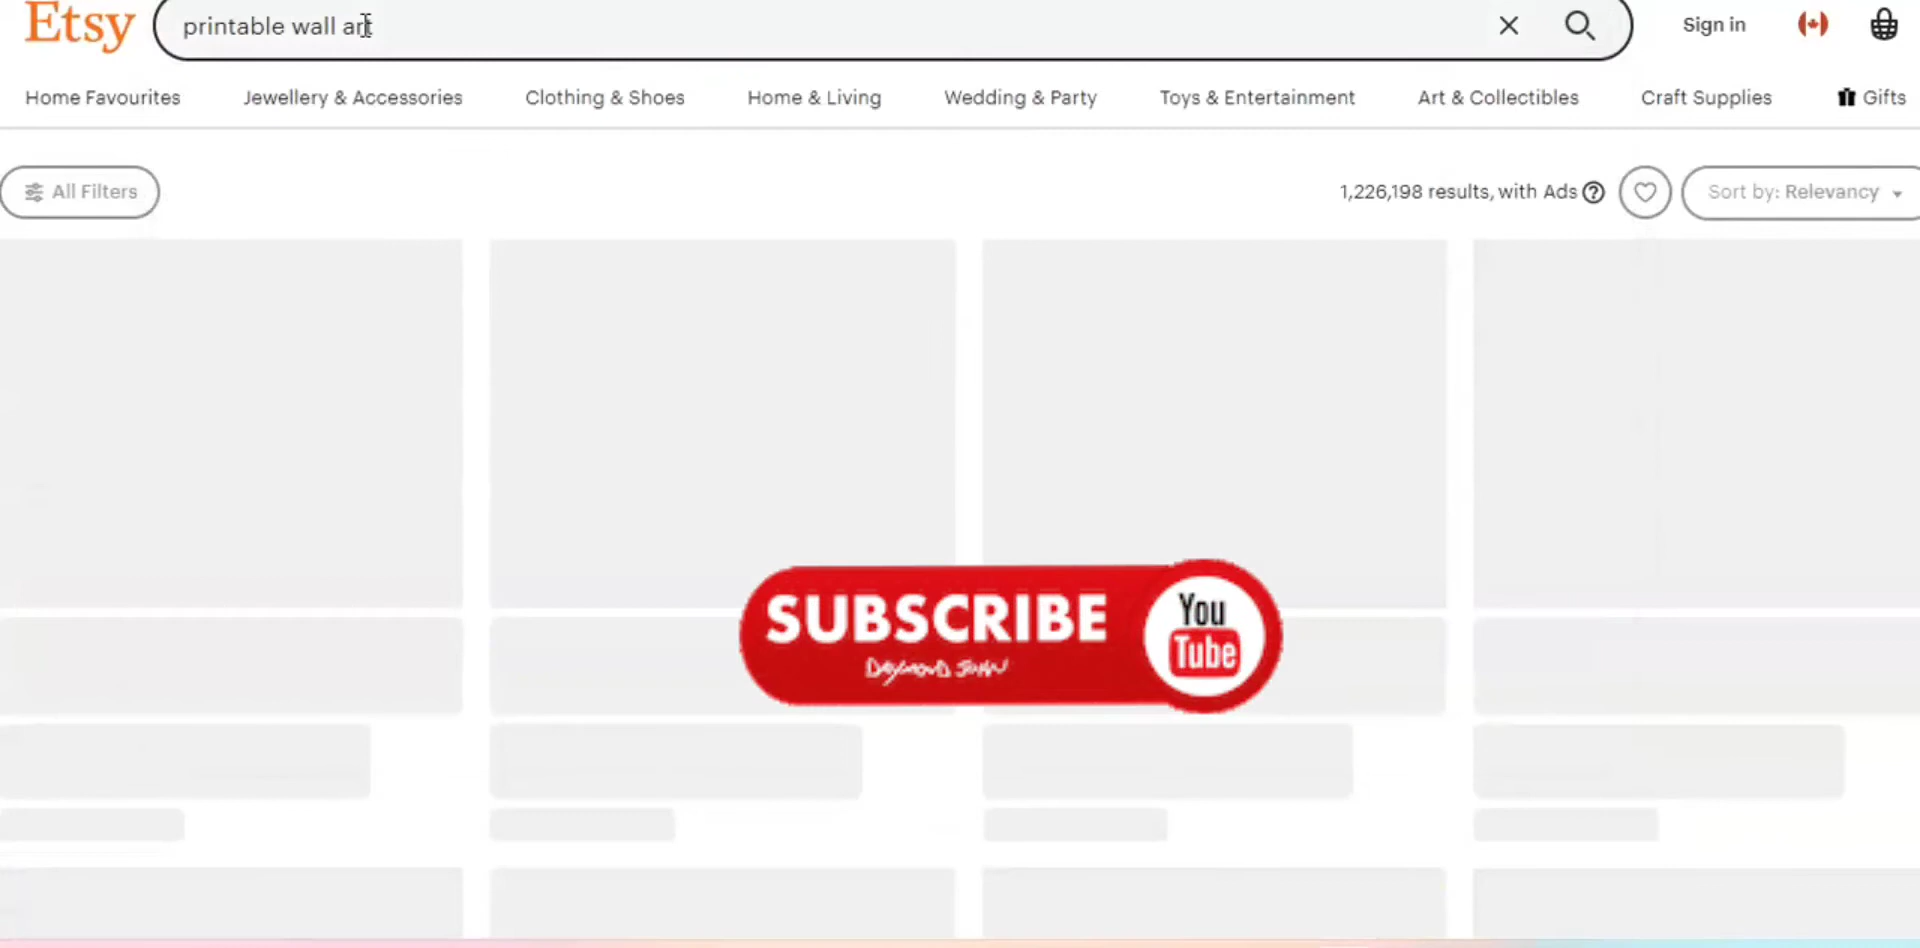 Etsy
printable wall art
Sign in
Home Favourites
Jewellery & Accessories
Clothing & Shoes
Home & Living
Wedding & Party
Toys & Entertainment
Art & Collectibles
Craft Supplies
Gifts
All Filters
1,226,198 results, with Ads
Sort by: Relevancy
SUBSCRIBE
You
Tube